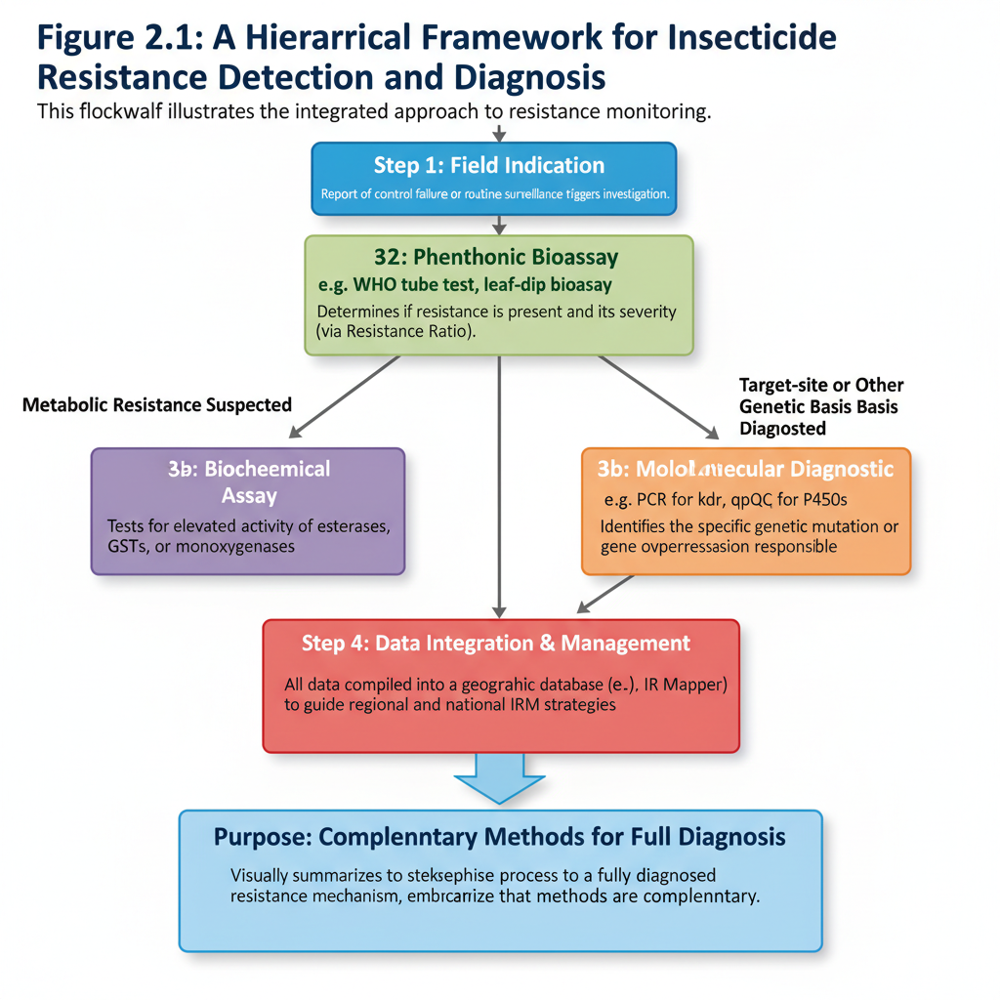 Figure 2.1: A Hierarrical Framework for Insecticide
Resistance Detection and Diagnosis
This flockwalf illustrates the integrated approach to resistance monitoring.
Step 1: Field Indication
Report of control failure or routine surveillance triggers investigation.
32: Phenthonic Bioassay
e.g. WHO tube test, leaf-dip bioasay
Determines if resistance is present and its severity
(via Resistance Ratio).
Metabolic Resistance Suspected
Target-site or Other
Genetic Basis Basis
Diagnosted
3b: Biocheemical
Assay
Tests for elevated activity of esterases,
GSTs, or monoxygenases
3b: Diagnostic
e.g. PCR for kdr, for P450s
Identifies the specific genetic mutation or
gene ovperressasion responsible
Step 4: Data Integration & Management
All data compiled into a geograhic database IR Mapper)
to guide regional and national IRM strategies
Purpose: Complenntary Methods for Full Diagnosis
Visually summarizes to steksephise process to a fully diagnosed
resistance mechanism, that methods are complenntary.